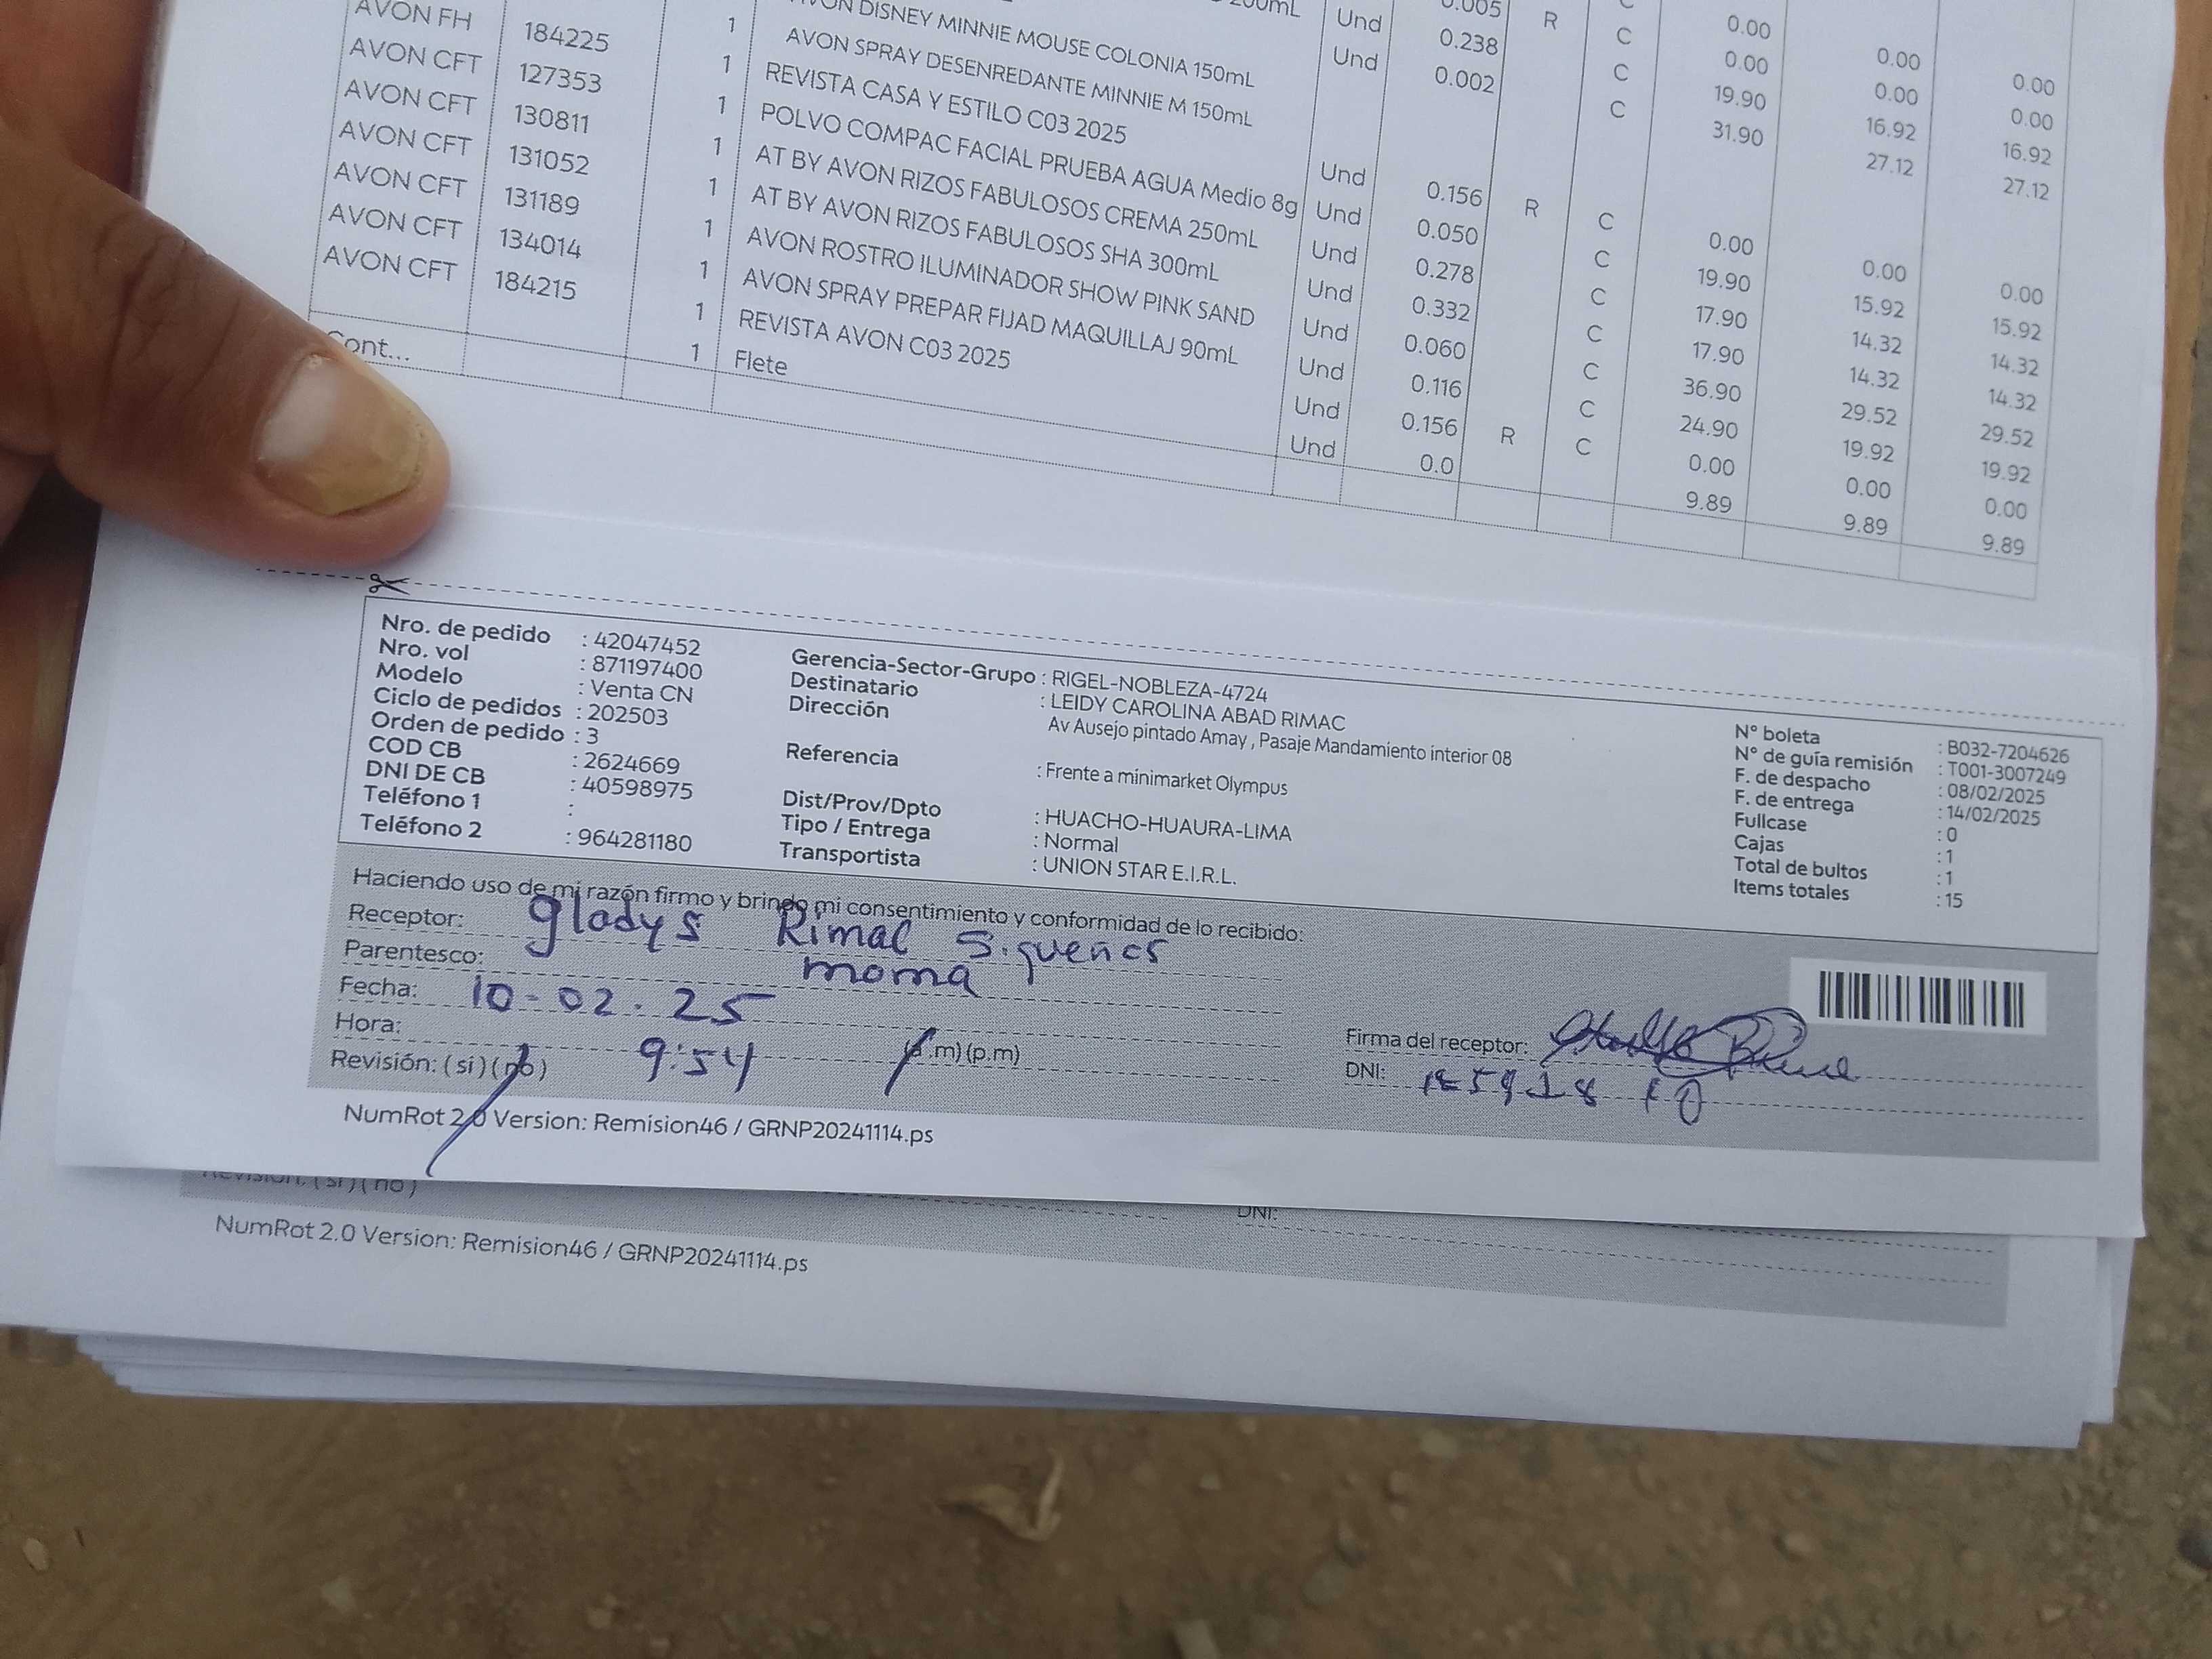 200mL Und 0.005 R C 0.00 0.00 0.00
AVON FH 184225 1 AVON DISNEY MINNIE MOUSE COLONIA 150mL Und 0.238 C 19.90 16.92 16.92
AVON CFT 127353 1 AVON SPRAY DESENREDANTE MINNIE M 150mL 0.002 C 31.90 27.12 27.12
AVON CFT 130811 1 REVISTA CASA Y ESTILO C03 2025 Und 0.156 R C 0.00 0.00 0.00
AVON CFT 131052 1 POLVO COMPAC FACIAL PRUEBA AGUA Medio 8g Und 0.050 C 19.90 15.92 15.92
AVON CFT 131189 1 AT BY AVON RIZOS FABULOSOS CREMA 250mL Und 0.278 C 17.90 14.32 14.32
AVON CFT 134014 1 AT BY AVON RIZOS FABULOSOS SHA 300mL Und 0.332 C 17.90 14.32 14.32
AVON CFT 184215 1 AVON ROSTRO ILUMINADOR SHOW PINK SAND Und 0.060 C 36.90 29.52 29.52
1 AVON SPRAY PREPAR FIJAD MAQUILLAJ 90mL Und 0.116 C 24.90 19.92 19.92
1 REVISTA AVON C03 2025 Und 0.156 R C 0.00 0.00 0.00
Cont... 1 Flete Und 0.0 9.89 9.89 9.89
Nro. de pedido : 42047452
Nro. vol : 871197400
Modelo : Venta CN
Ciclo de pedidos : 202503
Orden de pedido : 3
COD CB : 2624669
DNI DE CB : 40598975
Teléfono 1 :
Teléfono 2 : 964281180
Gerencia-Sector-Grupo : RIGEL-NOBLEZA-4724
Destinatario : LEIDY CAROLINA ABAD RIMAC
Dirección Av Ausejo pintado Amay , Pasaje Mandamiento interior 08
Referencia : Frente a minimarket Olympus
Dist/Prov/Dpto : HUACHO-HUAURA-LIMA
Tipo / Entrega : Normal
Transportista : UNION STAR E.I.R.L.
N° boleta : B032-7204626
N° de guía remisión : T001-3007249
F. de despacho : 08/02/2025
F. de entrega : 14/02/2025
Fullcase : 0
Cajas : 1
Total de bultos : 1
Items totales : 15
Haciendo uso de mi razón firmo y brindo mi consentimiento y conformidad de lo recibido:
Receptor: gladys Rimac
Parentesco: moma
Fecha: 10-02.25
Hora: 9:54 (a.m) (p.m)
Revisión: (si) (no)
Firma del receptor:
DNI:
NumRot 2.0 Version: Remision46 / GRNP20241114.ps
Revisión: (si) (no)
DNI:
NumRot 2.0 Version: Remision46 / GRNP20241114.ps